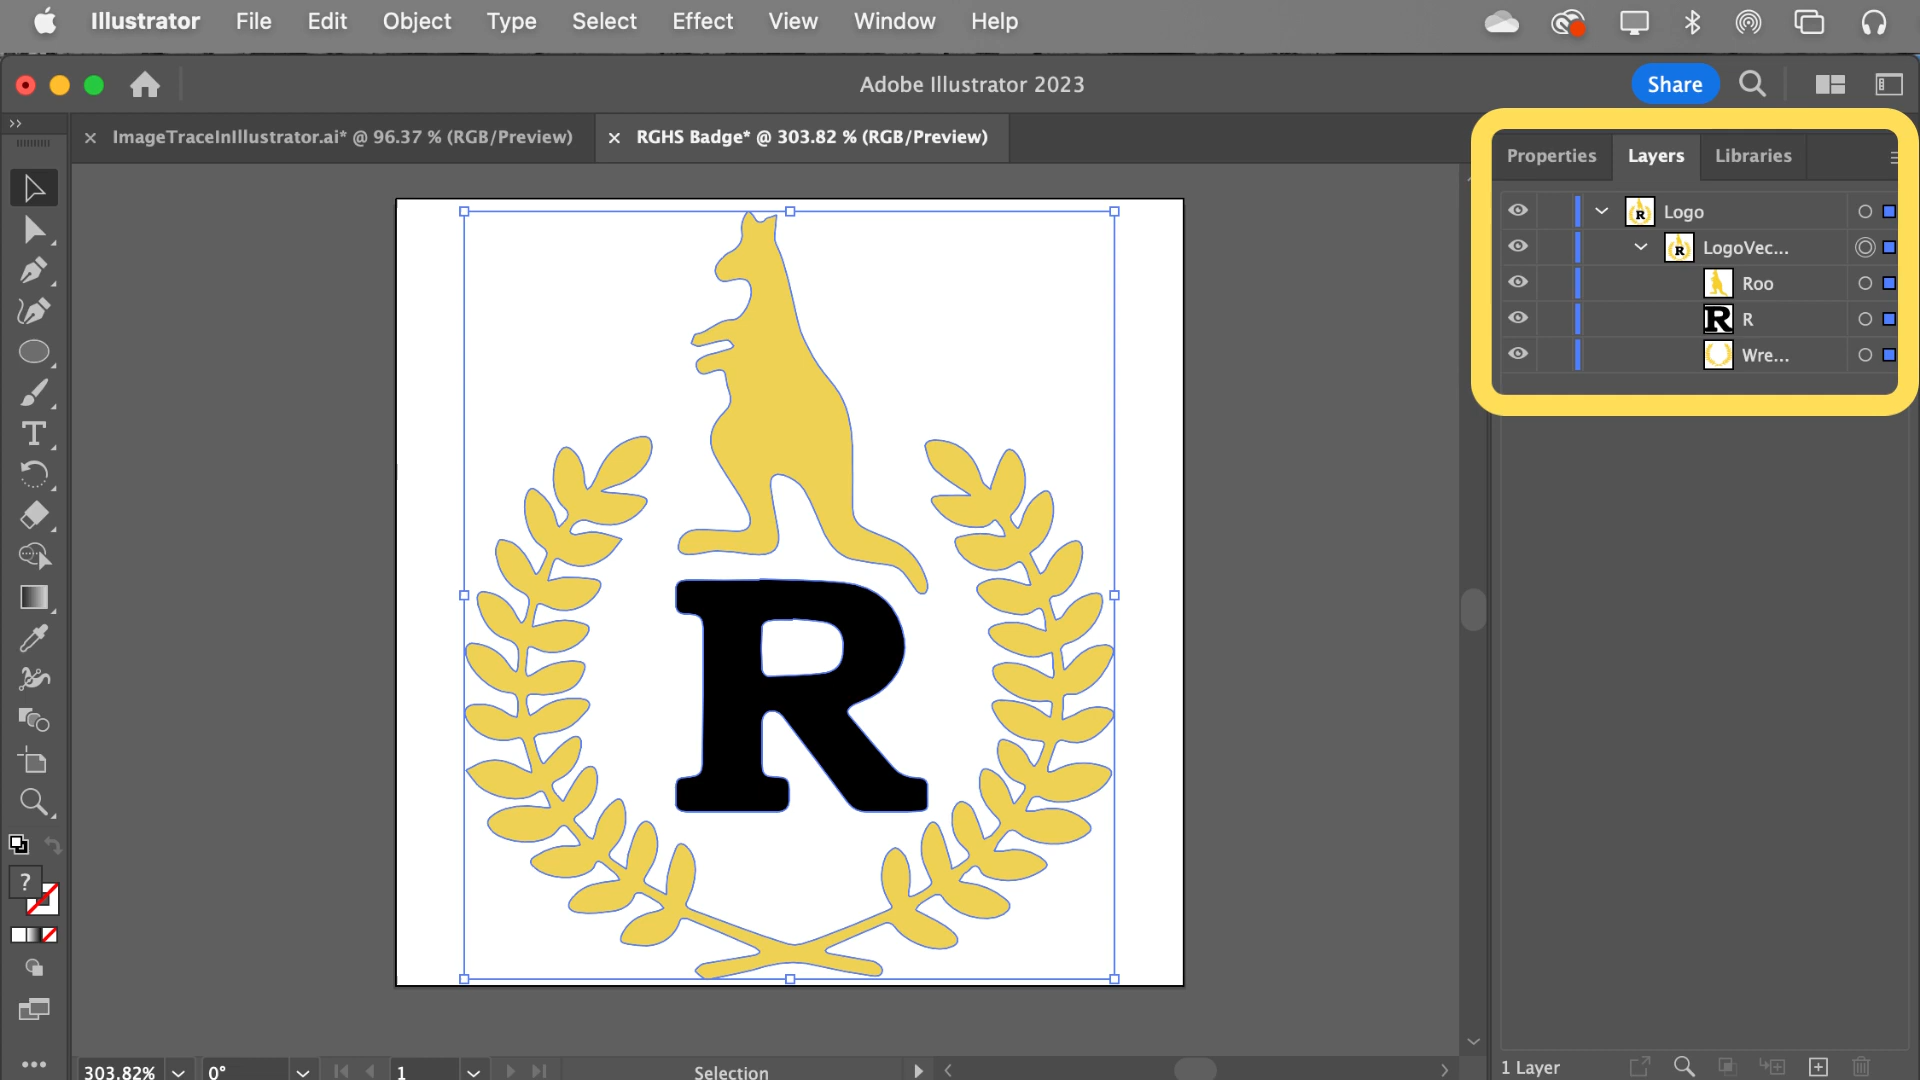 Illustrator File Edit Object Type Select Effect View Window Help
Adobe Illustrator 2023
Share
ImageTraceInIllustrator.ai* @ 96.37 % (RGB/Preview)
RGHS Badge* @ 303.82 % (RGB/Preview)
Properties Layers Libraries
Logo
LogoVec...
Roo
R
R
Wre...
R
?
303.82% 0° 1 Selection
1 Layer